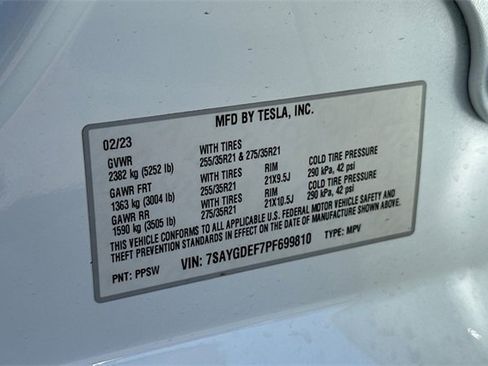 MFD BY TESLA, INC.
02/23
GVWR WITH TIRES
2382 kg (5252 lb) 255/35R21 & 275/35R21
GAWR FRT WITH TIRES RIM COLD TIRE PRESSURE
1363 kg (3004 lb) 255/35R21 21X9.5J 290 kPa, 42 psi
GAWR RR WITH TIRES RIM COLD TIRE PRESSURE
1590 kg (3505 lb) 275/35R21 21X10.5J 290 kPa, 42 psi
THIS VEHICLE CONFORMS TO ALL APPLICABLE U.S. FEDERAL MOTOR VEHICLE SAFETY AND
THEFT PREVENTION STANDARDS IN EFFECT ON THE DATE OF MANUFACTURE SHOWN ABOVE.
PNT: PPSW VIN: 7SAYGDEF7PF699810 TYPE: MPV